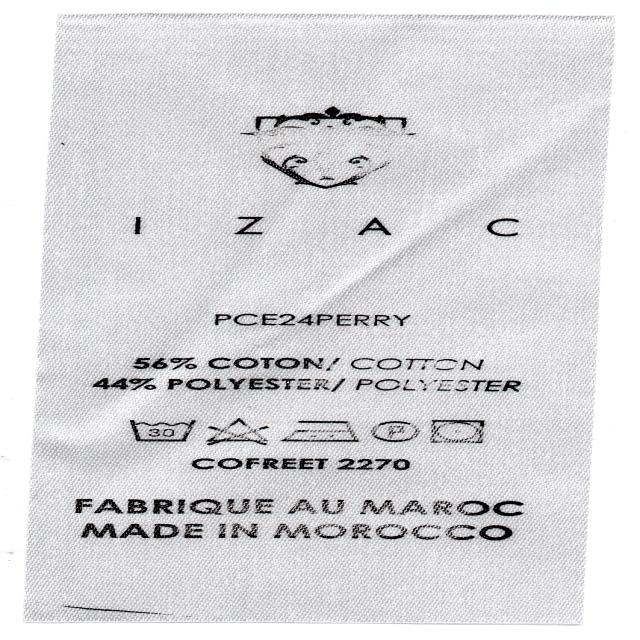 I Z A C
PCE24PERRY
56% COTON/ COTTON
44% POLYESTER/ POLYESTER
30 P
COFREET 2270
FABRIQUE AU MAROC
MADE IN MOROCCO